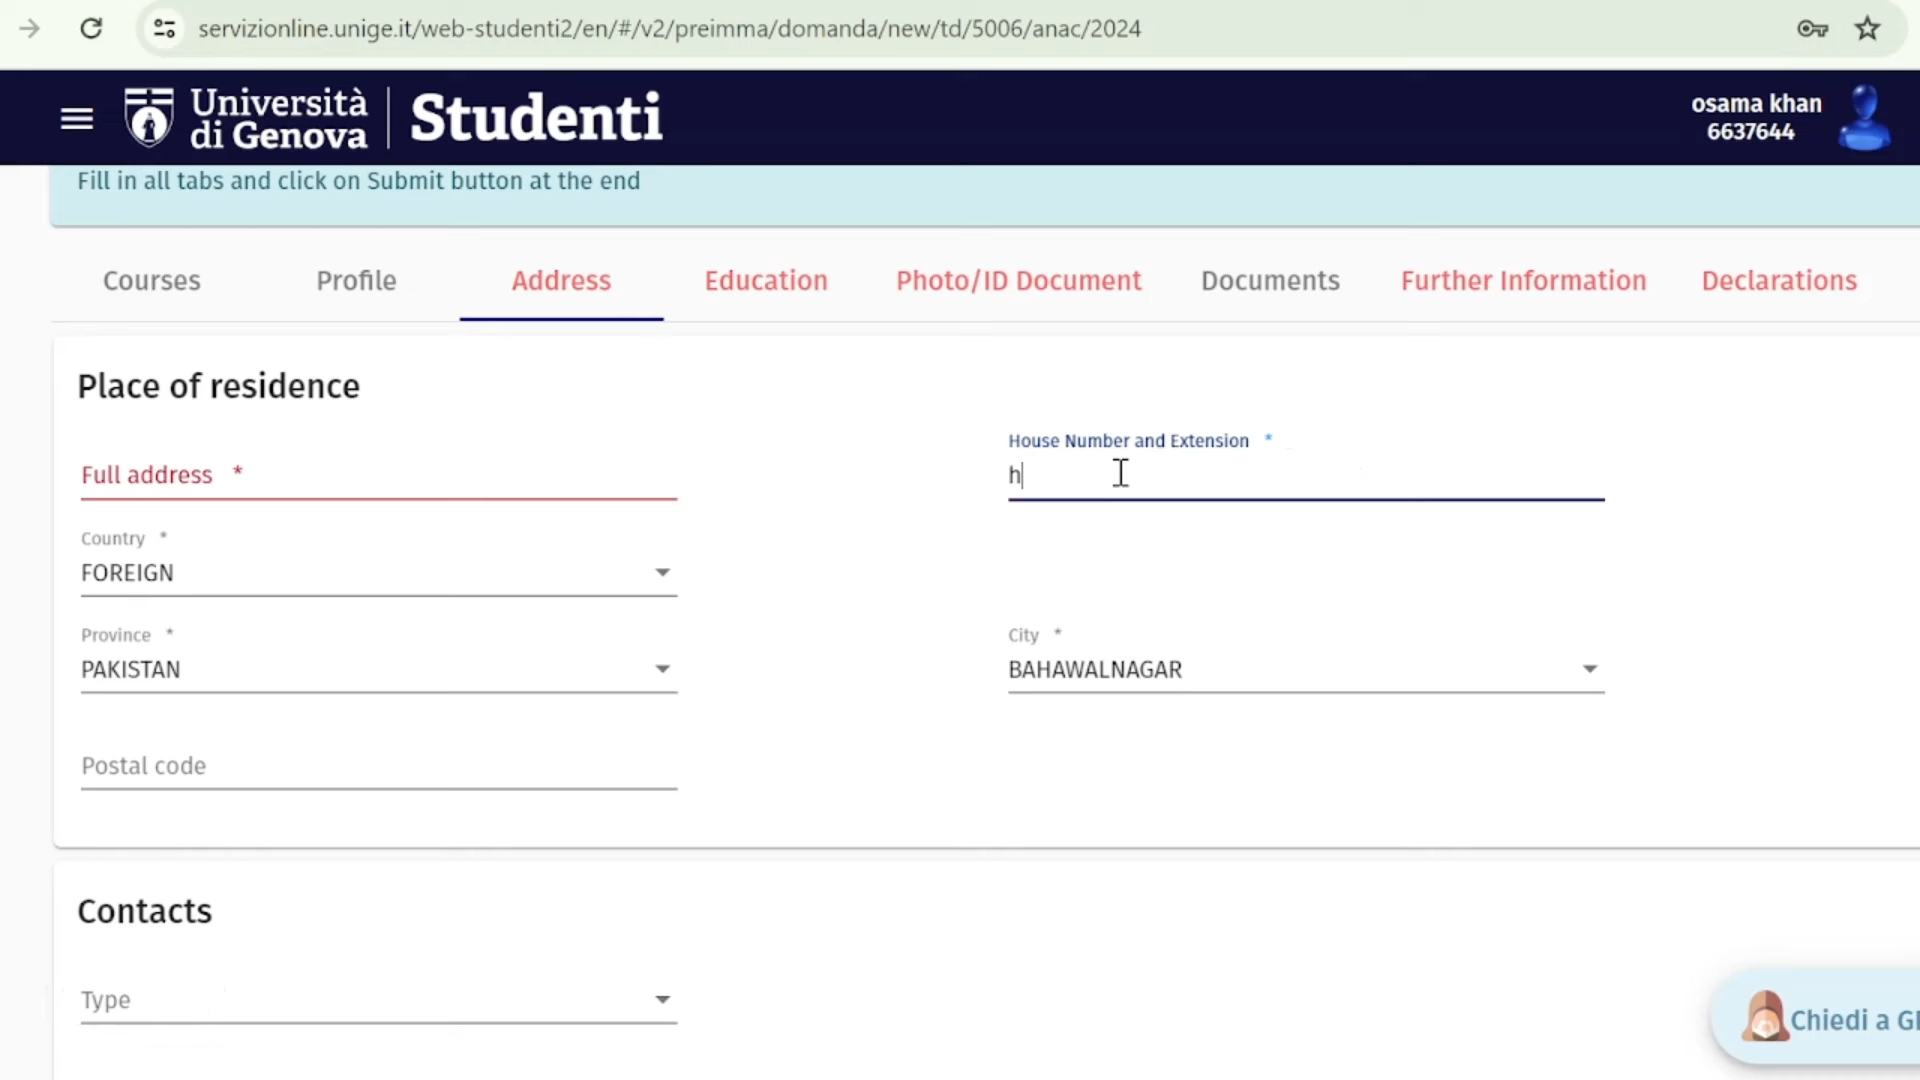 servizionline.unige.it/web-studenti2/en/#/v2/preimma/domanda/new/td/5006/anac/2024
Università
di Genova
Studenti
osama khan
6637644
Fill in all tabs and click on Submit button at the end
Courses Profile Address Education Photo/ID Document Documents Further Information Declarations
Place of residence
Full address *
House Number and Extension *
h
Country *
FOREIGN
Province *
PAKISTAN
City *
BAHAWALNAGAR
Postal code
Contacts
Type
Chiedi a